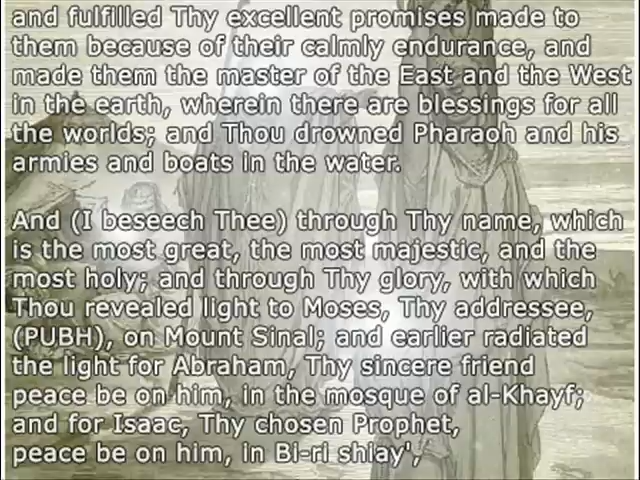 and fulfilled Thy excellent promises made to
them because of their calmly endurance, and
made them the master of the East and the West
in the earth, wherein there are blessings for all
the worlds; and Thou drowned Pharaoh and his
armies and boats in the water.
And (I beseech Thee) through Thy name, which
is the most great, the most majestic, and the
most holy; and through Thy glory, with which
Thou revealed light to Moses, Thy addressee,
(PUBH), on Mount Sinal; and earlier radiated
the light for Abraham, Thy sincere friend
peace be on him, in the mosque of al-Khayf;
and for Isaac, Thy chosen Prophet,
peace be on him, in Bi-ri shiay',